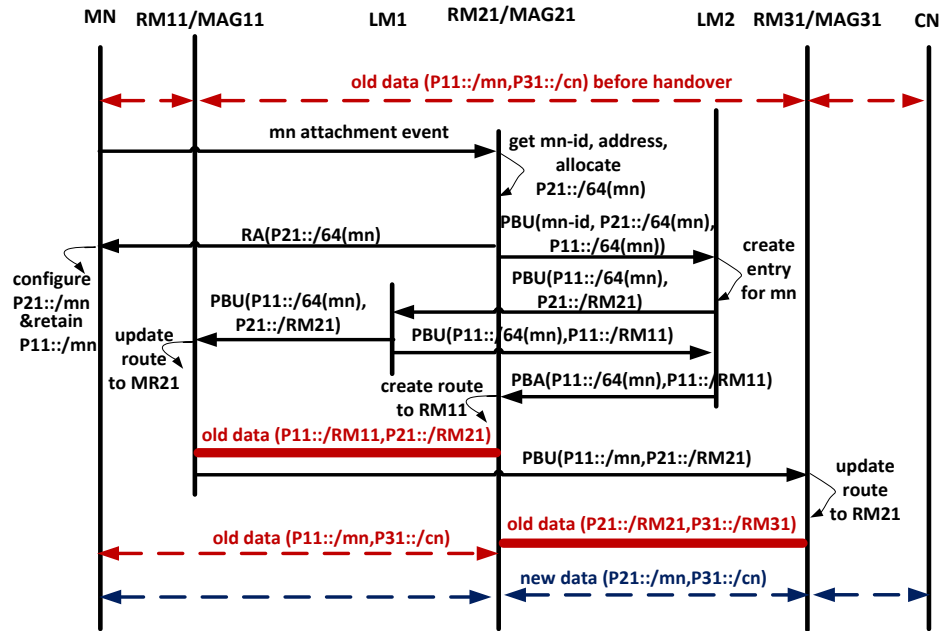 MN
RM11/MAG11
LM1
RM21/MAG21
LM2
RM31/MAG31
CN
old data (P11::/mn,P31::/cn) before handover
mn attachment event
get mn-id, address,
allocate
P21::/64(mn)
PBU(mn-id, P21::/64(mn),
P11::/64(mn))
RA(P21::/64(mn)
create
entry
for mn
configure
P21::/mn
&retain
P11::/mn
PBU(P11::/64(mn),
P21::/RM21)
PBU(P11::/64(mn),
P21::/RM21)
update
route
to MR21
PBU(P11::/64(mn),P11::/RM11)
PBA(P11::/64(mn),P11::/RM11)
create route
to RM11
old data (P11::/RM11,P21::/RM21)
PBU(P11::/mn,P21::/RM21)
update
route
to RM21
old data (P21::/RM21,P31::/RM31)
old data (P11::/mn,P31::/cn)
new data (P21::/mn,P31::/cn)